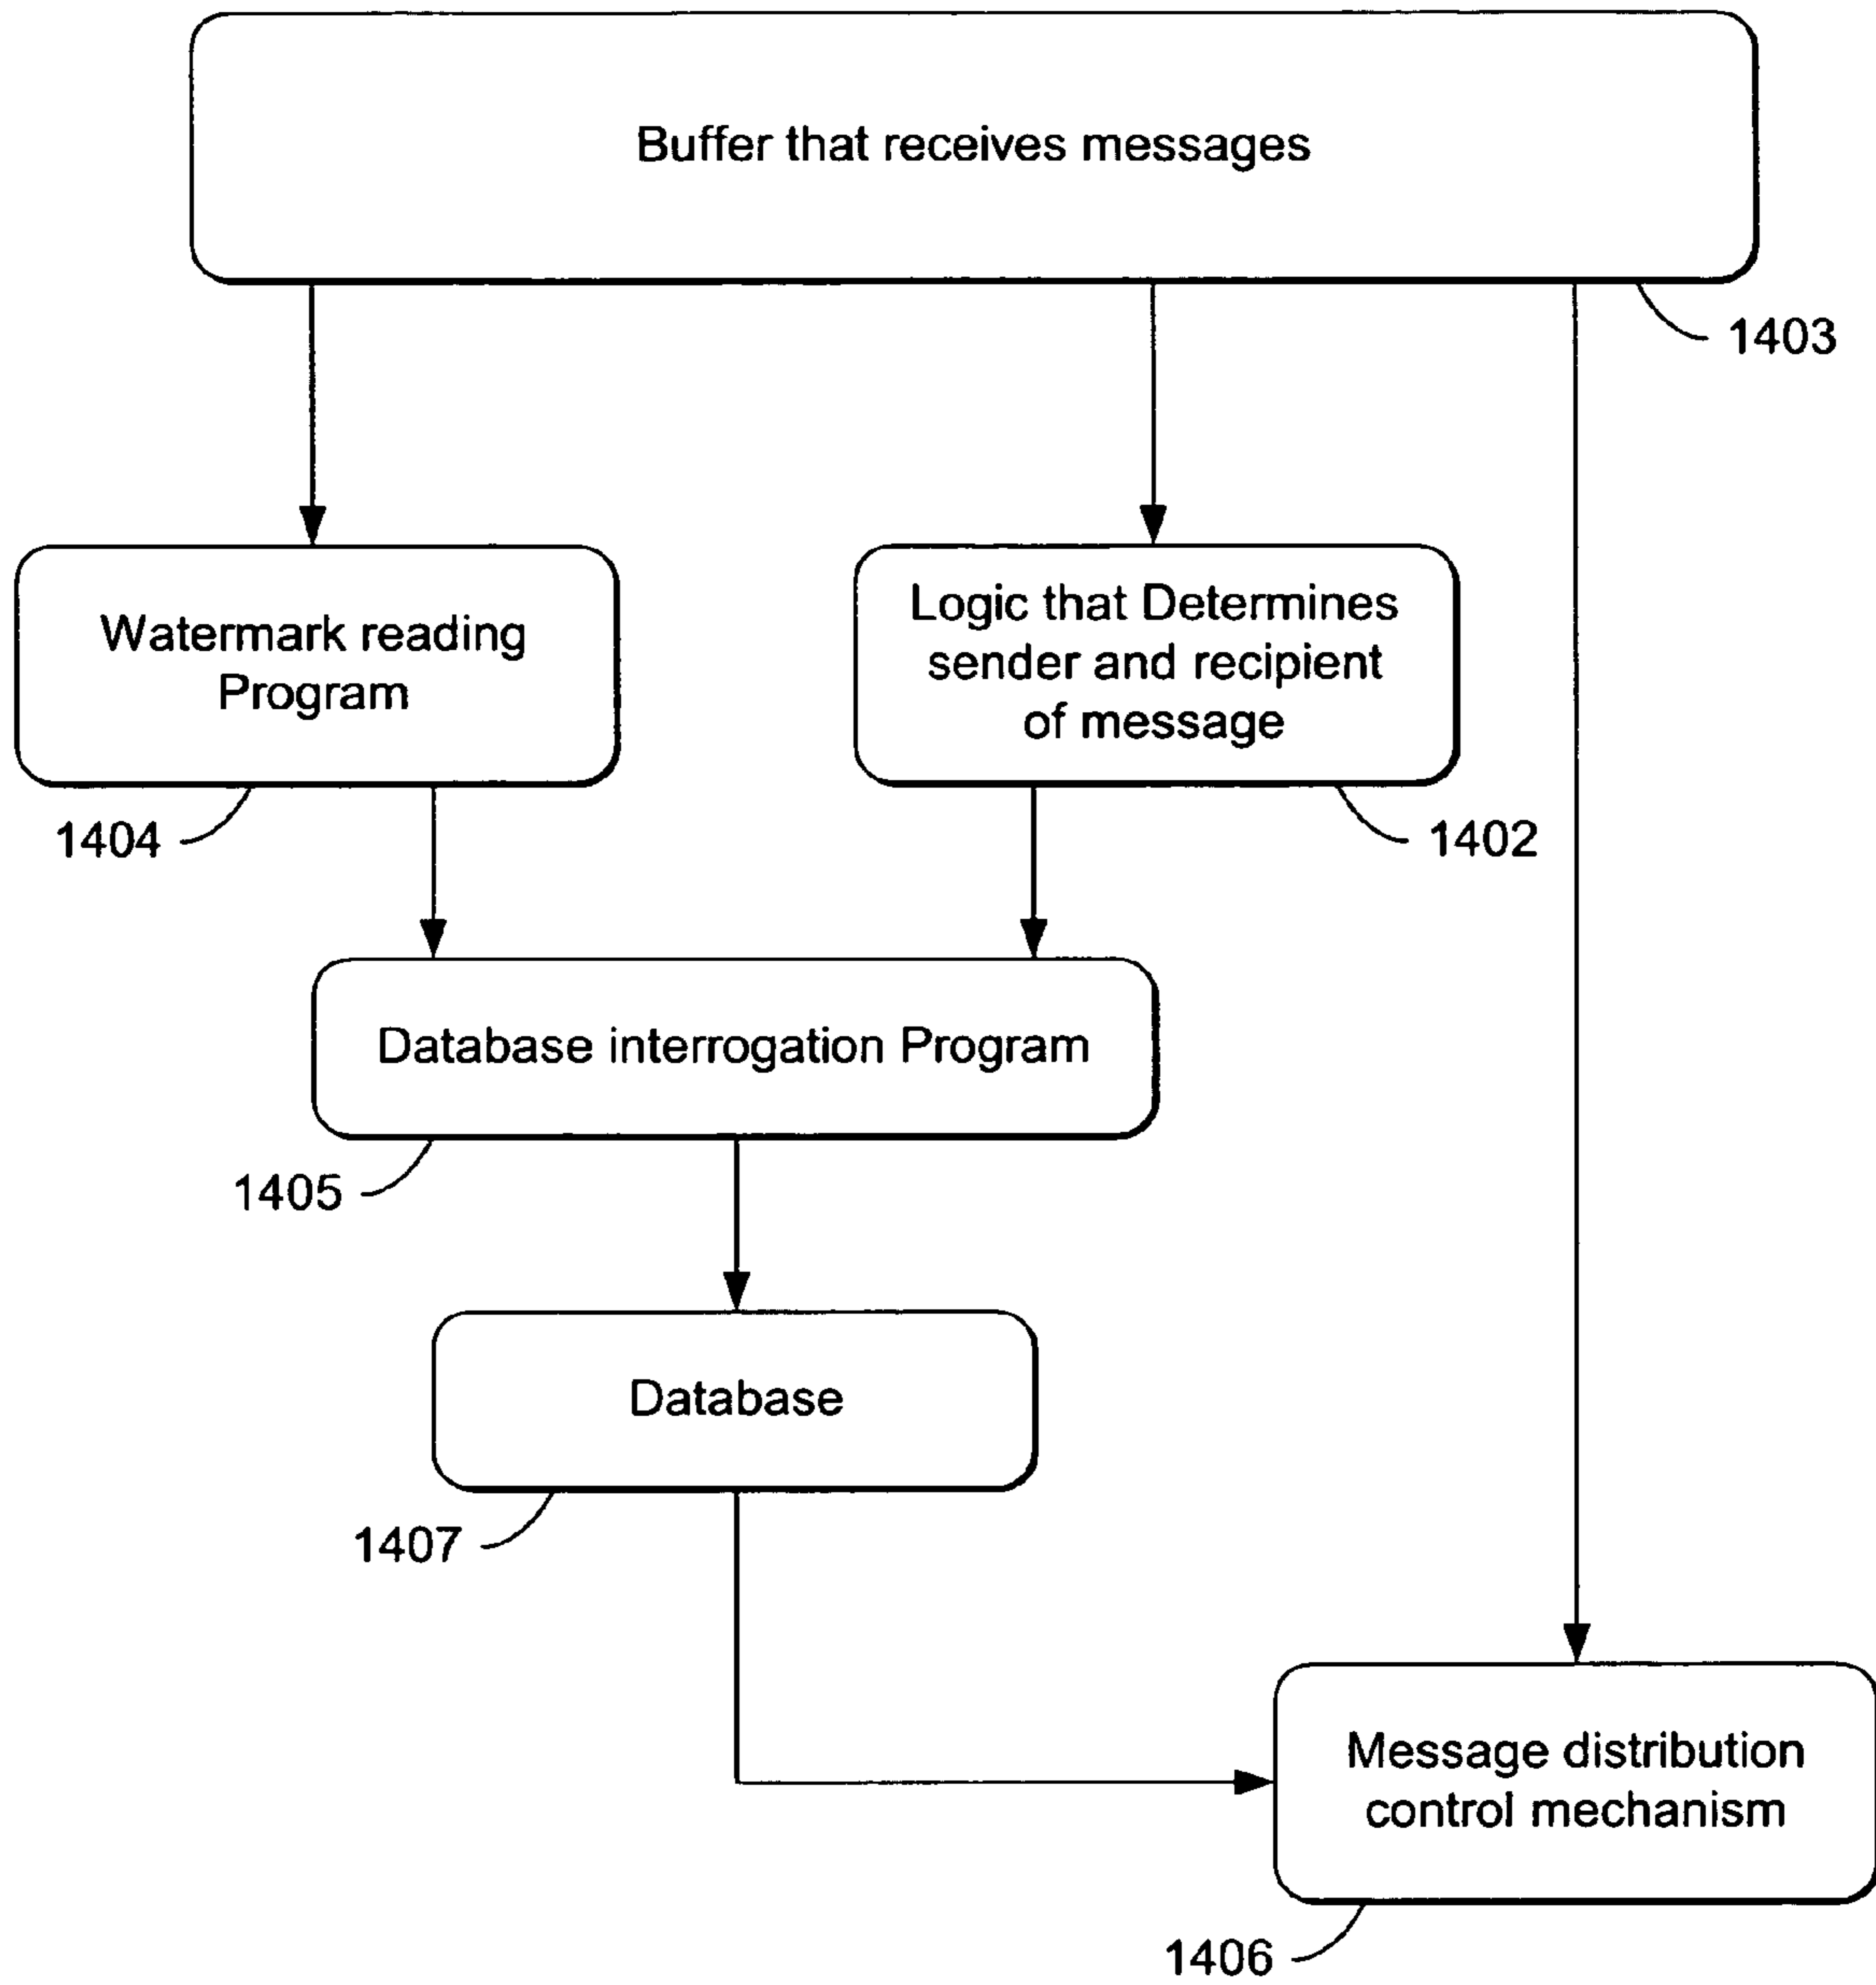 Buffer that receives messages
1403
Watermark reading
Program
1404
Logic that Determines
sender and recipient
of message
1402
Database interrogation Program
1405
Database
1407
Message distribution
control mechanism
1406